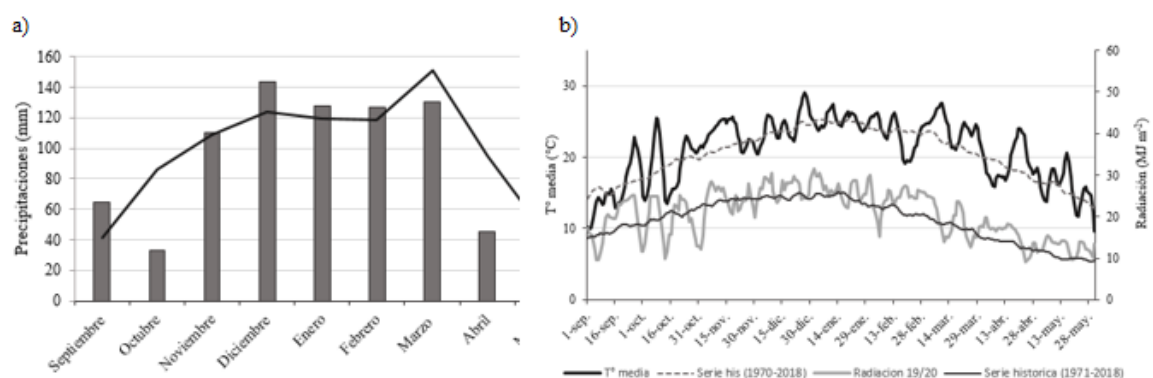 a)
160
140
120
100
80
60
40
20
0
Precipitaciones (mm)
Septiembre
Octubre
Noviembre
Diciembre
Enero
Febrero
Marzo
Abril
b)
30
20
10
0
Tº media (°C)
60
50
40
30
20
10
0
Radiación (MJ m⁻²)
1-sep.
16-sep.
1-oct.
16-oct.
31-oct.
15-nov.
30-nov.
15-dic.
30-dic.
14-ene.
29-ene.
13-feb.
28-feb.
14-mar.
29-mar.
13-abr.
28-abr.
13-may.
28-may.
Tº media Serie his (1970-2018) Radiacion 19/20 Serie historica (1971-2018)